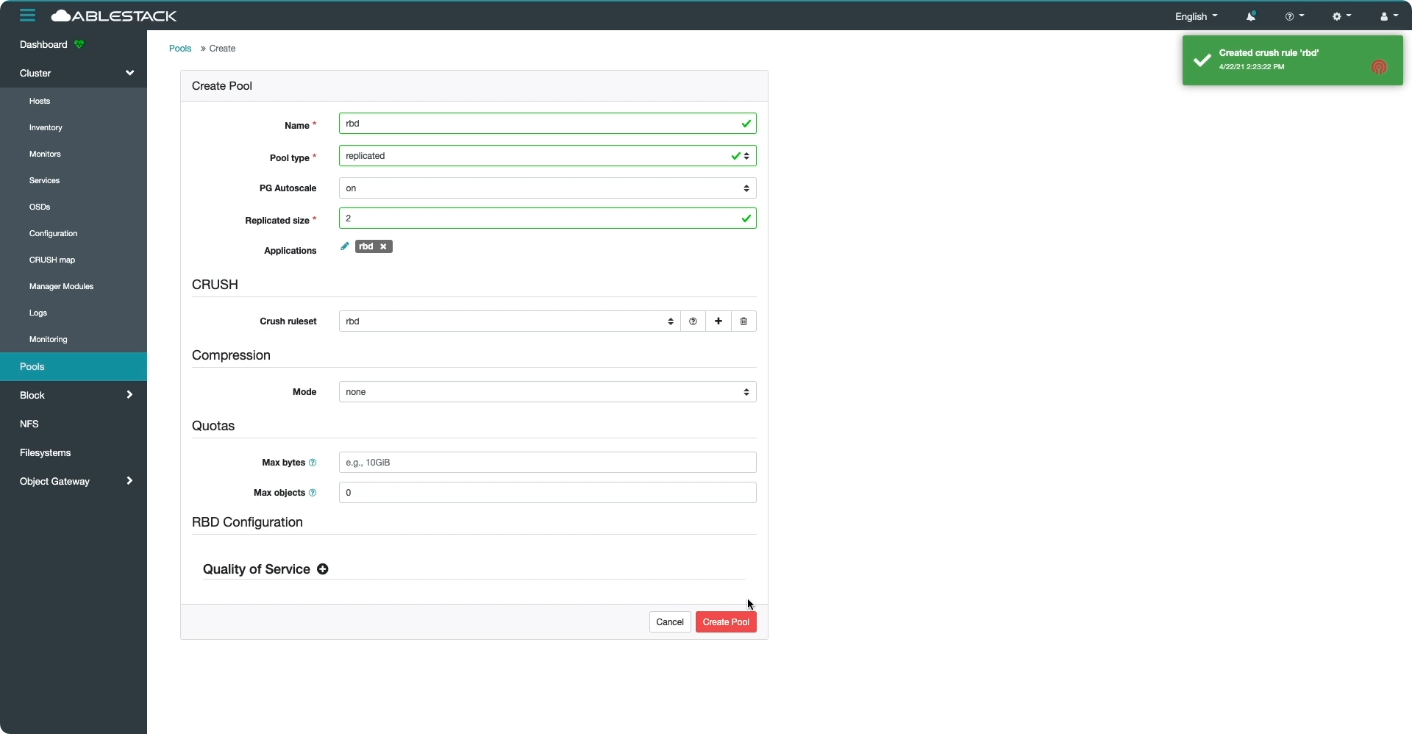 ABLESTACK
English
Created crush rule 'rbd'
4/22/21 2:23:22 PM
Dashboard
Cluster
Hosts
Inventory
Monitors
Services
OSDs
Configuration
CRUSH map
Manager Modules
Logs
Monitoring
Pools
Block
NFS
Filesystems
Object Gateway
Pools » Create
Create Pool
Name * rbd
Pool type * replicated
PG Autoscale on
Replicated size * 2
Applications rbd ×
CRUSH
Crush ruleset rbd
Compression
Mode none
Quotas
Max bytes e.g., 10GiB
Max objects 0
RBD Configuration
Quality of Service
Cancel Create Pool